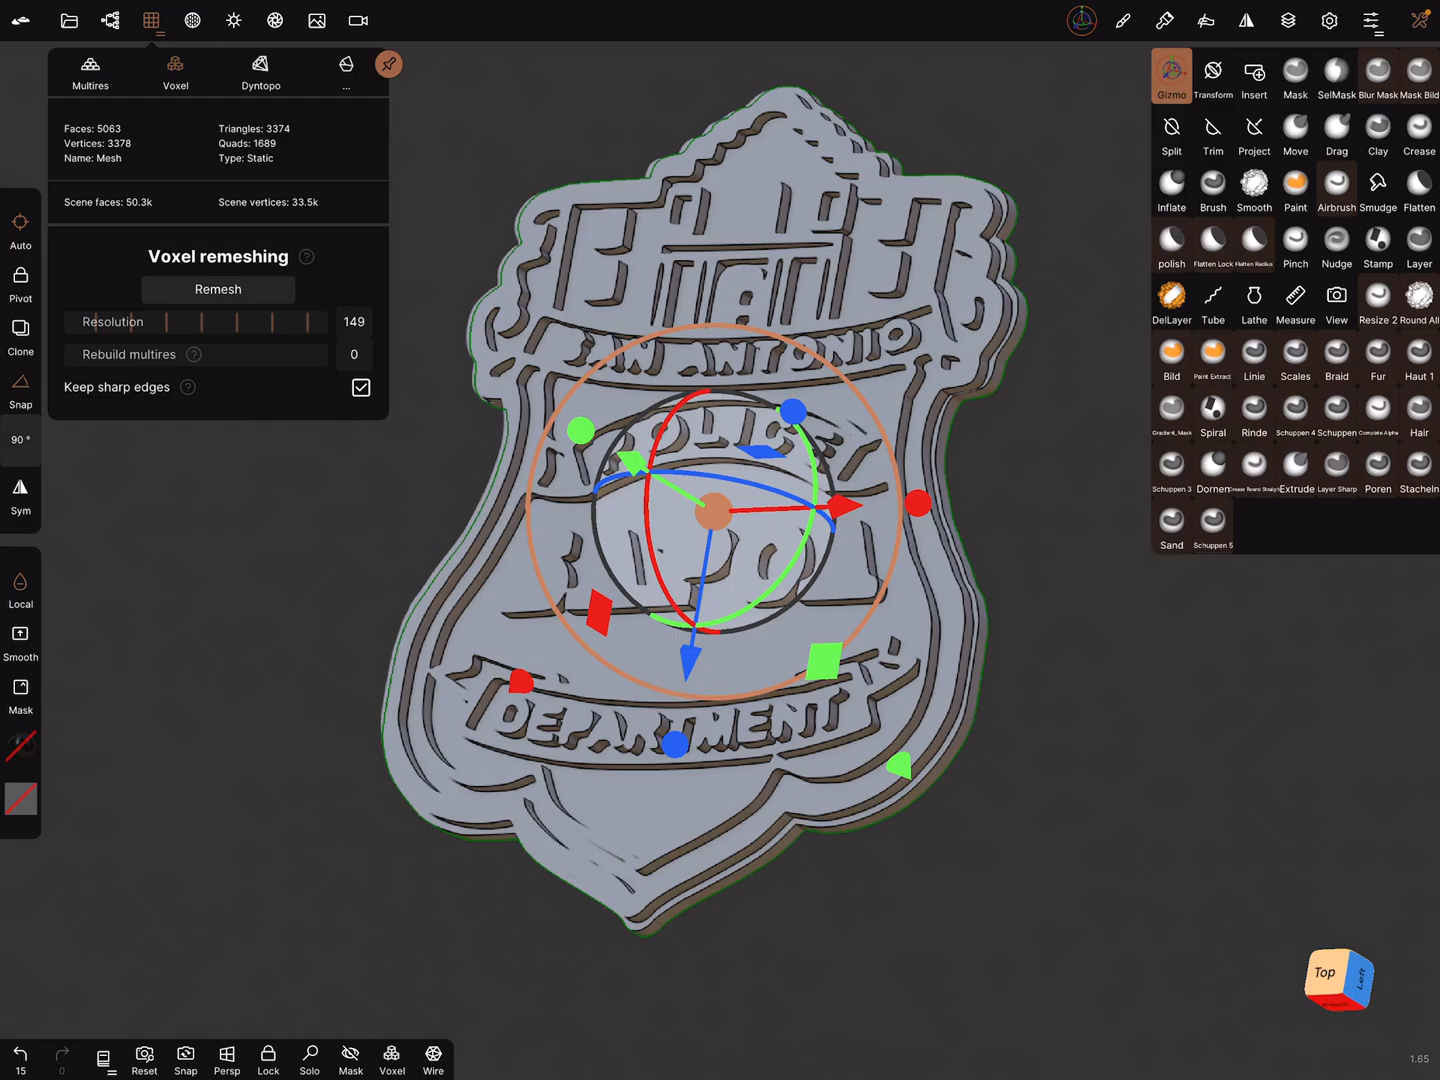 Multires
Voxel
Dyntopo
...
Faces: 5063
Triangles: 3374
Vertices: 3378
Quads: 1689
Name: Mesh
Type: Static
Scene faces: 50.3k
Scene vertices: 33.5k
Voxel remeshing ?
Remesh
Resolution 149
Rebuild multires ? 0
Keep sharp edges ?
Auto
Pivot
Clone
Snap
90 °
Sym
Local
Smooth
Mask
SAN ANTONIO
POLICE
DEPARTMENT
Gizmo Transform Insert Mask SelMask Blur Mask Mask Bild
Split Trim Project Move Drag Clay Crease
Inflate Brush Smooth Paint Airbrush Smudge Flatten
polish Flatten Lock Flatten Radius Pinch Nudge Stamp Layer
DelLayer Tube Lathe Measure View Resize 2 Round All
Bild Paint Extract Linie Scales Braid Fur Haut 1
Gradient_Mask Spiral Rinde Schuppen 4 Schuppen Complete Alpha Hair
Schuppen 3 Dornen Extrude Layer Sharp Poren Stacheln
Sand Schuppen 5
Top
Left
15
0
Reset
Snap
Persp
Lock
Solo
Mask
Voxel
Wire
1.65